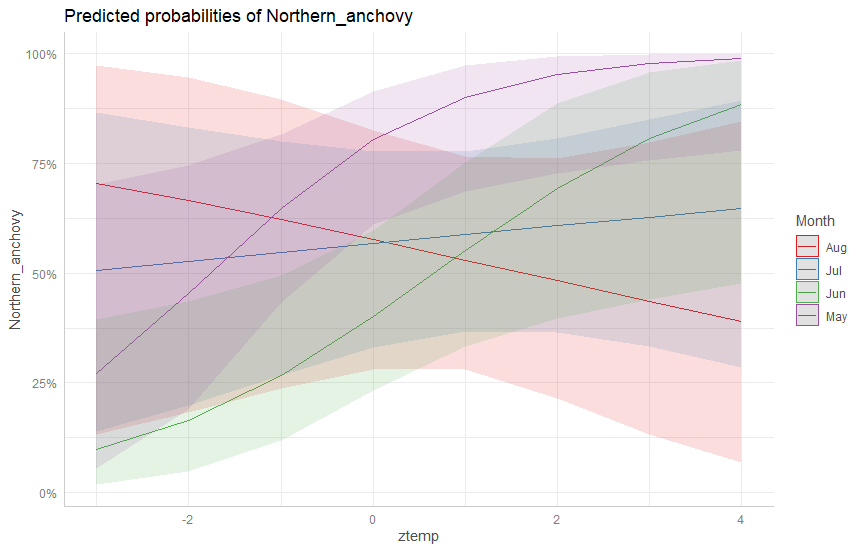 Predicted probabilities of Northern_anchovy
100%
75%
50%
25%
0%
Northern_anchovy
-2
0
2
4
ztemp
Month
Aug
Jul
Jun
May